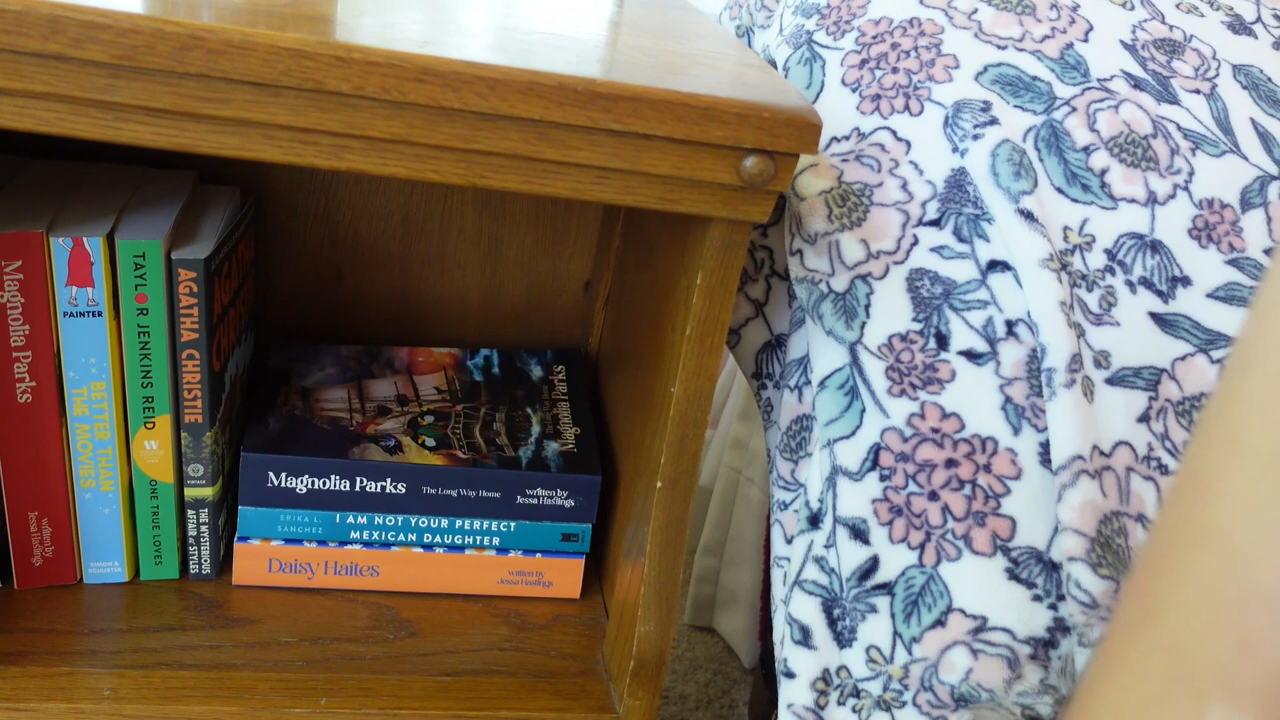 Magnolia Parks
written by
Jessa Hastings
PAINTER
BETTER THAN
THE MOVIES
SIMON &
SCHUSTER
TAYLOR JENKINS REID
ONE TRUE LOVES
AGATHA CHRISTIE
VINTAGE
THE MYSTERIOUS
AFFAIR at STYLES
AGATHA
CHRISTIE
Magnolia Parks
Magnolia Parks
The Long Way Home
written by
Jessa Hastings
ERIKA L.
SÁNCHEZ
I AM NOT YOUR PERFECT
MEXICAN DAUGHTER
Daisy Haites
written by
Jessa Hastings